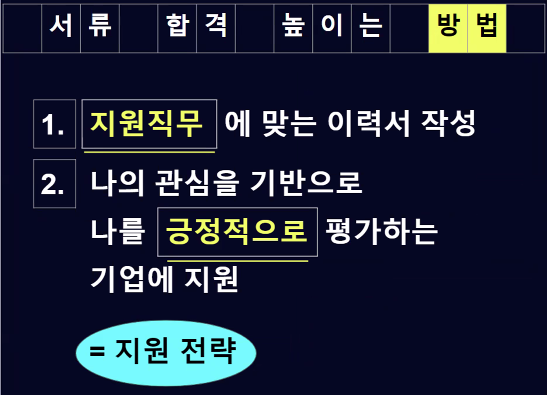 서류 합격 높이는 방법
1. 지원직무 에 맞는 이력서 작성
2. 나의 관심을 기반으로
나를 긍정적으로 평가하는
기업에 지원
= 지원 전략